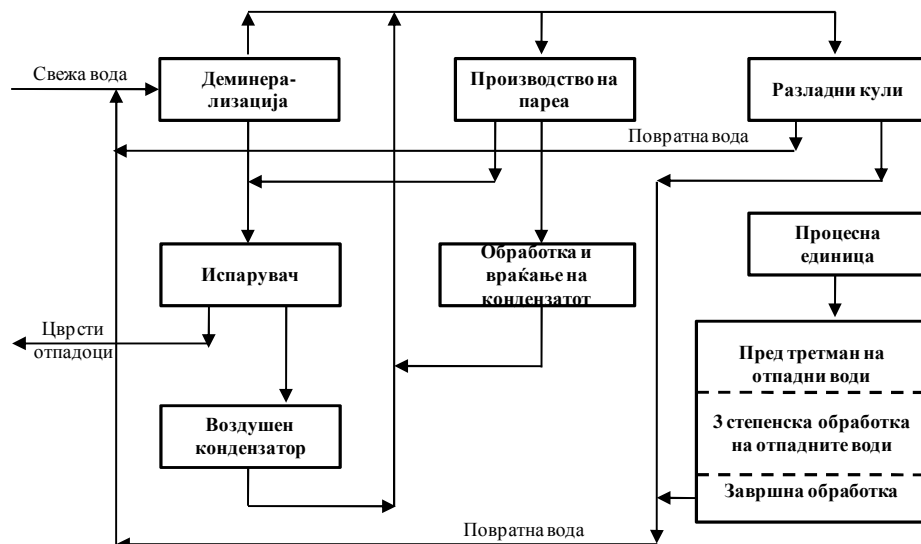 Свежа вода
Деминера-
лизација
Производство на
пареа
Разладни кули
Повратна вода
Процесна
единица
Испарувач
Обработка и
враќање на
кондензатот
Цврсти
отпадоци
Пред третман на
отпадни води
3 степенска обработка
на отпадните води
Завршна обработка
Воздушен
кондензатор
Повратна вода